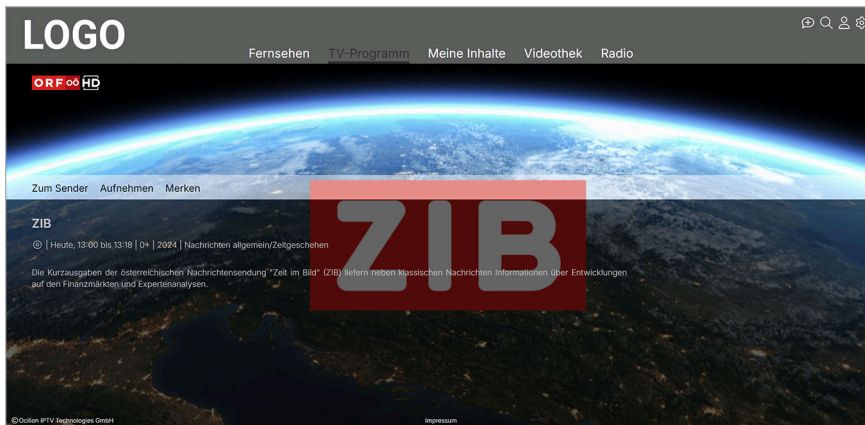 LOGO
Fernsehen TV-Programm Meine Inhalte Videothek Radio
ORF oö HD
Zum Sender Aufnehmen Merken
ZIB
ZIB
| Heute, 13:00 bis 13:18 | 0+ | 2024 | Nachrichten allgemein/Zeitgeschehen
Die Kurzausgaben der österreichischen Nachrichtensendung "Zeit im Bild" (ZIB) liefern neben klassischen Nachrichten Informationen über Entwicklungen
auf den Finanzmärkten und Expertenanalysen.
© Ocilion IPTV Technologies GmbH Impressum